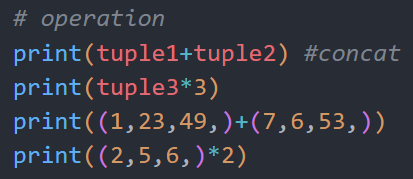 # operation
print(tuple1+tuple2) #concat
print(tuple3*3)
print((1,23,49,)+(7,6,53,))
print((2,5,6,)*2)